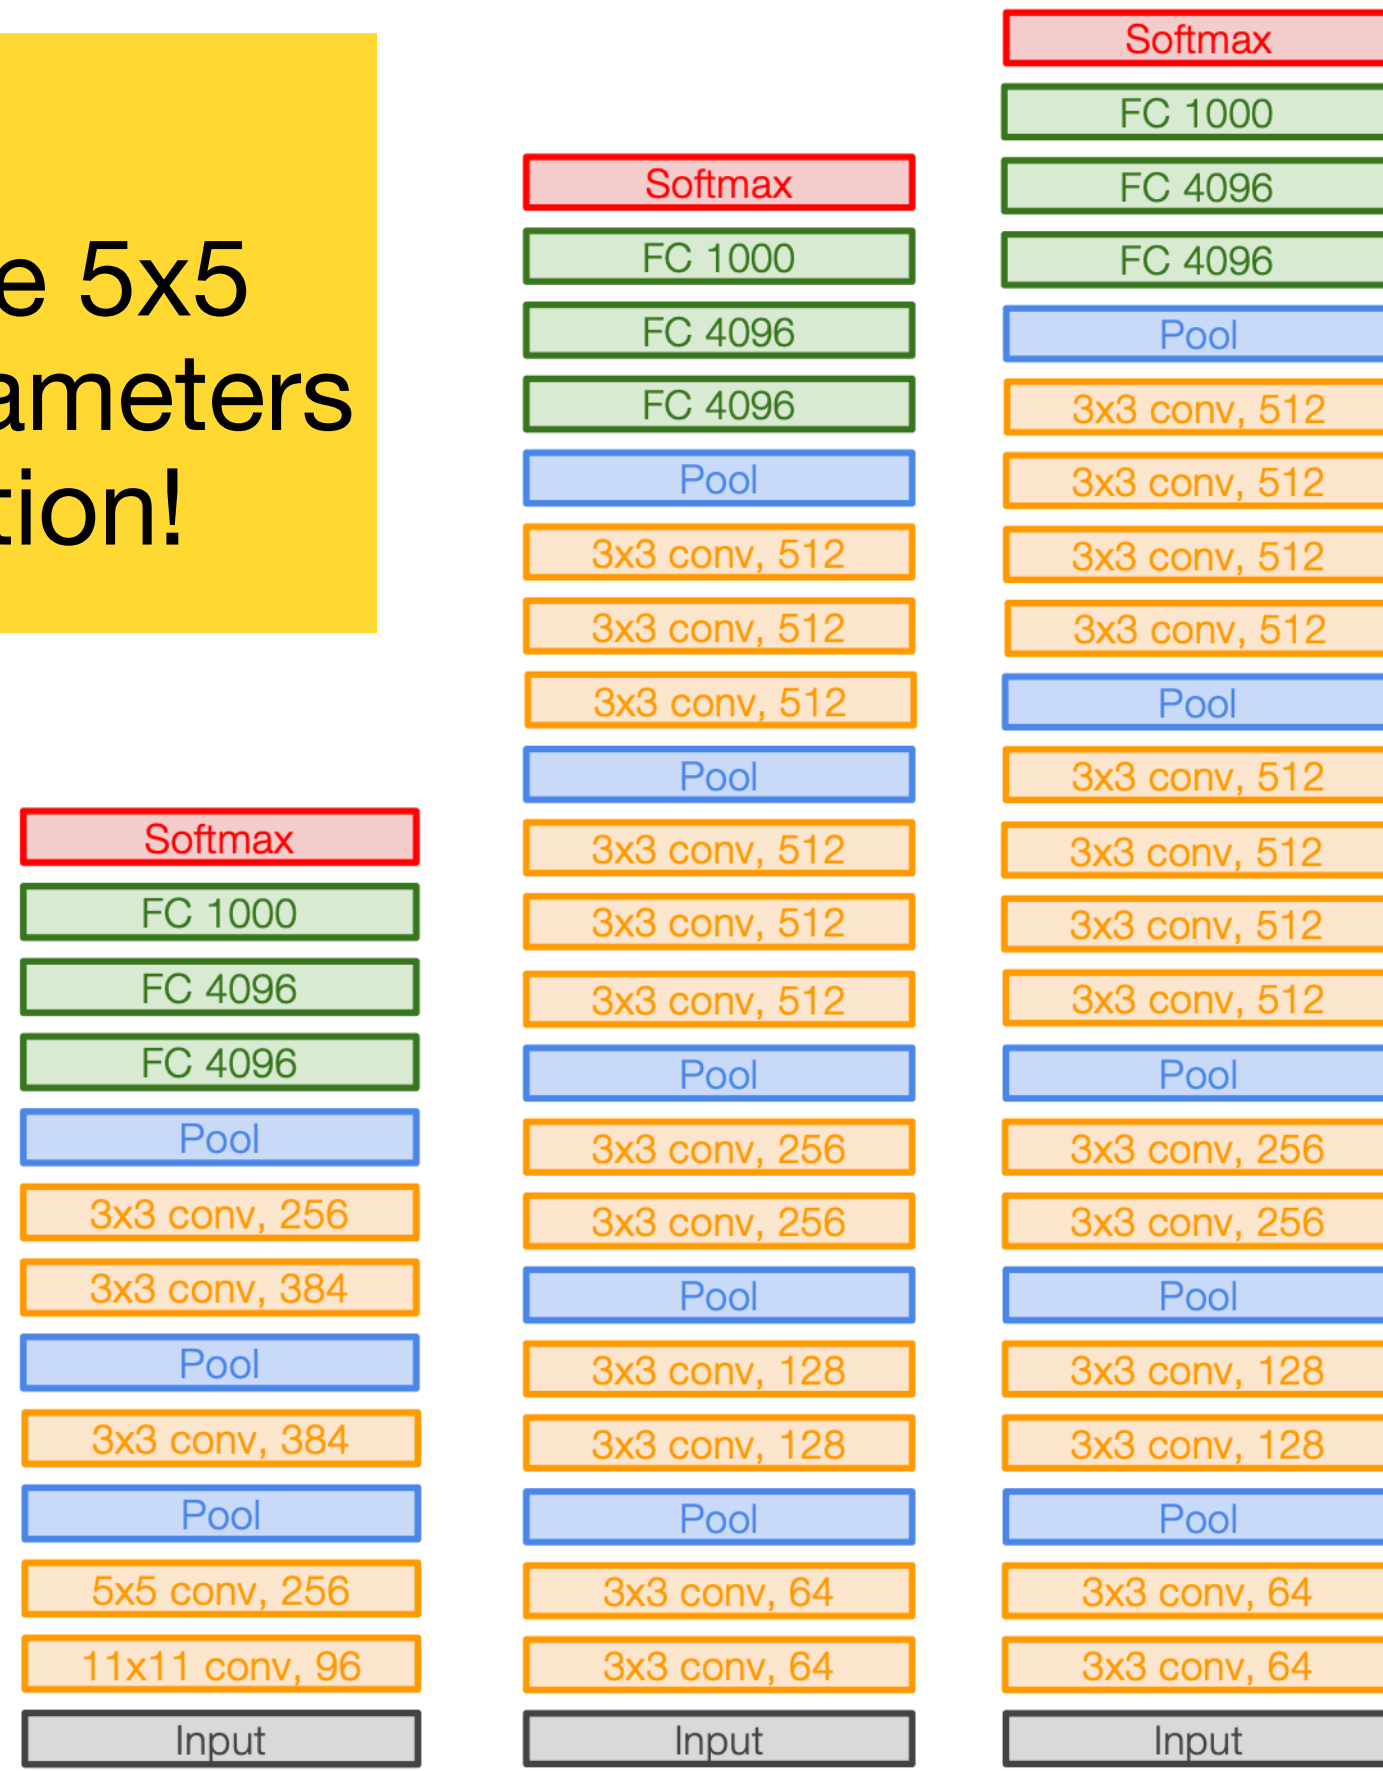 e 5x5
ameters
tion!
Softmax
FC 1000
FC 4096
FC 4096
Pool
3x3 conv, 256
3x3 conv, 384
Pool
3x3 conv, 384
Pool
5x5 conv, 256
11x11 conv, 96
Input
Softmax
FC 1000
FC 4096
FC 4096
Pool
3x3 conv, 512
3x3 conv, 512
3x3 conv, 512
Pool
3x3 conv, 512
3x3 conv, 512
3x3 conv, 512
Pool
3x3 conv, 256
3x3 conv, 256
Pool
3x3 conv, 128
3x3 conv, 128
Pool
3x3 conv, 64
3x3 conv, 64
Input
Softmax
FC 1000
FC 4096
FC 4096
Pool
3x3 conv, 512
3x3 conv, 512
3x3 conv, 512
3x3 conv, 512
Pool
3x3 conv, 512
3x3 conv, 512
3x3 conv, 512
3x3 conv, 512
Pool
3x3 conv, 256
3x3 conv, 256
Pool
3x3 conv, 128
3x3 conv, 128
Pool
3x3 conv, 64
3x3 conv, 64
Input